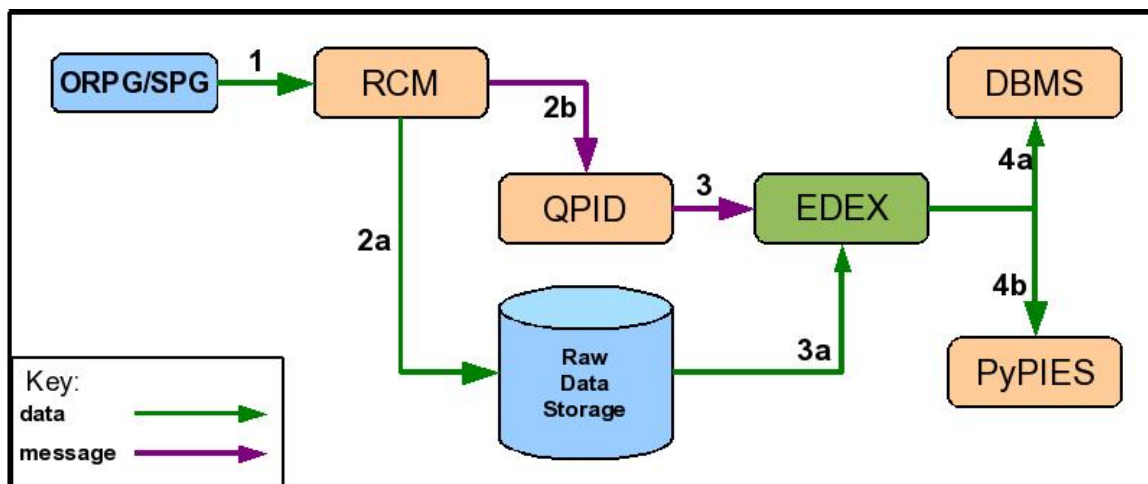 ORPG/SPG
1
RCM
2b
DBMS
4a
QPID
3
EDEX
2a
4b
3a
Raw
Data
Storage
PyPIES
Key:
data
message